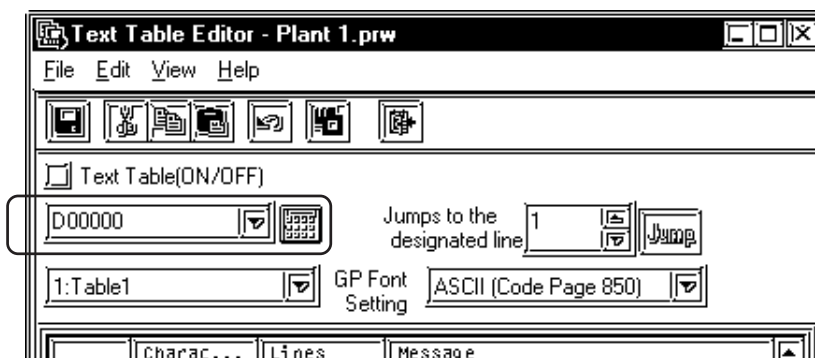 Text Table Editor - Plant 1.prw
File Edit View Help
Text Table(ON/OFF)
D00000
Jumps to the designated line
1
Jump
1:Table1
GP Font Setting
ASCII (Code Page 850)
Charac... Lines Message